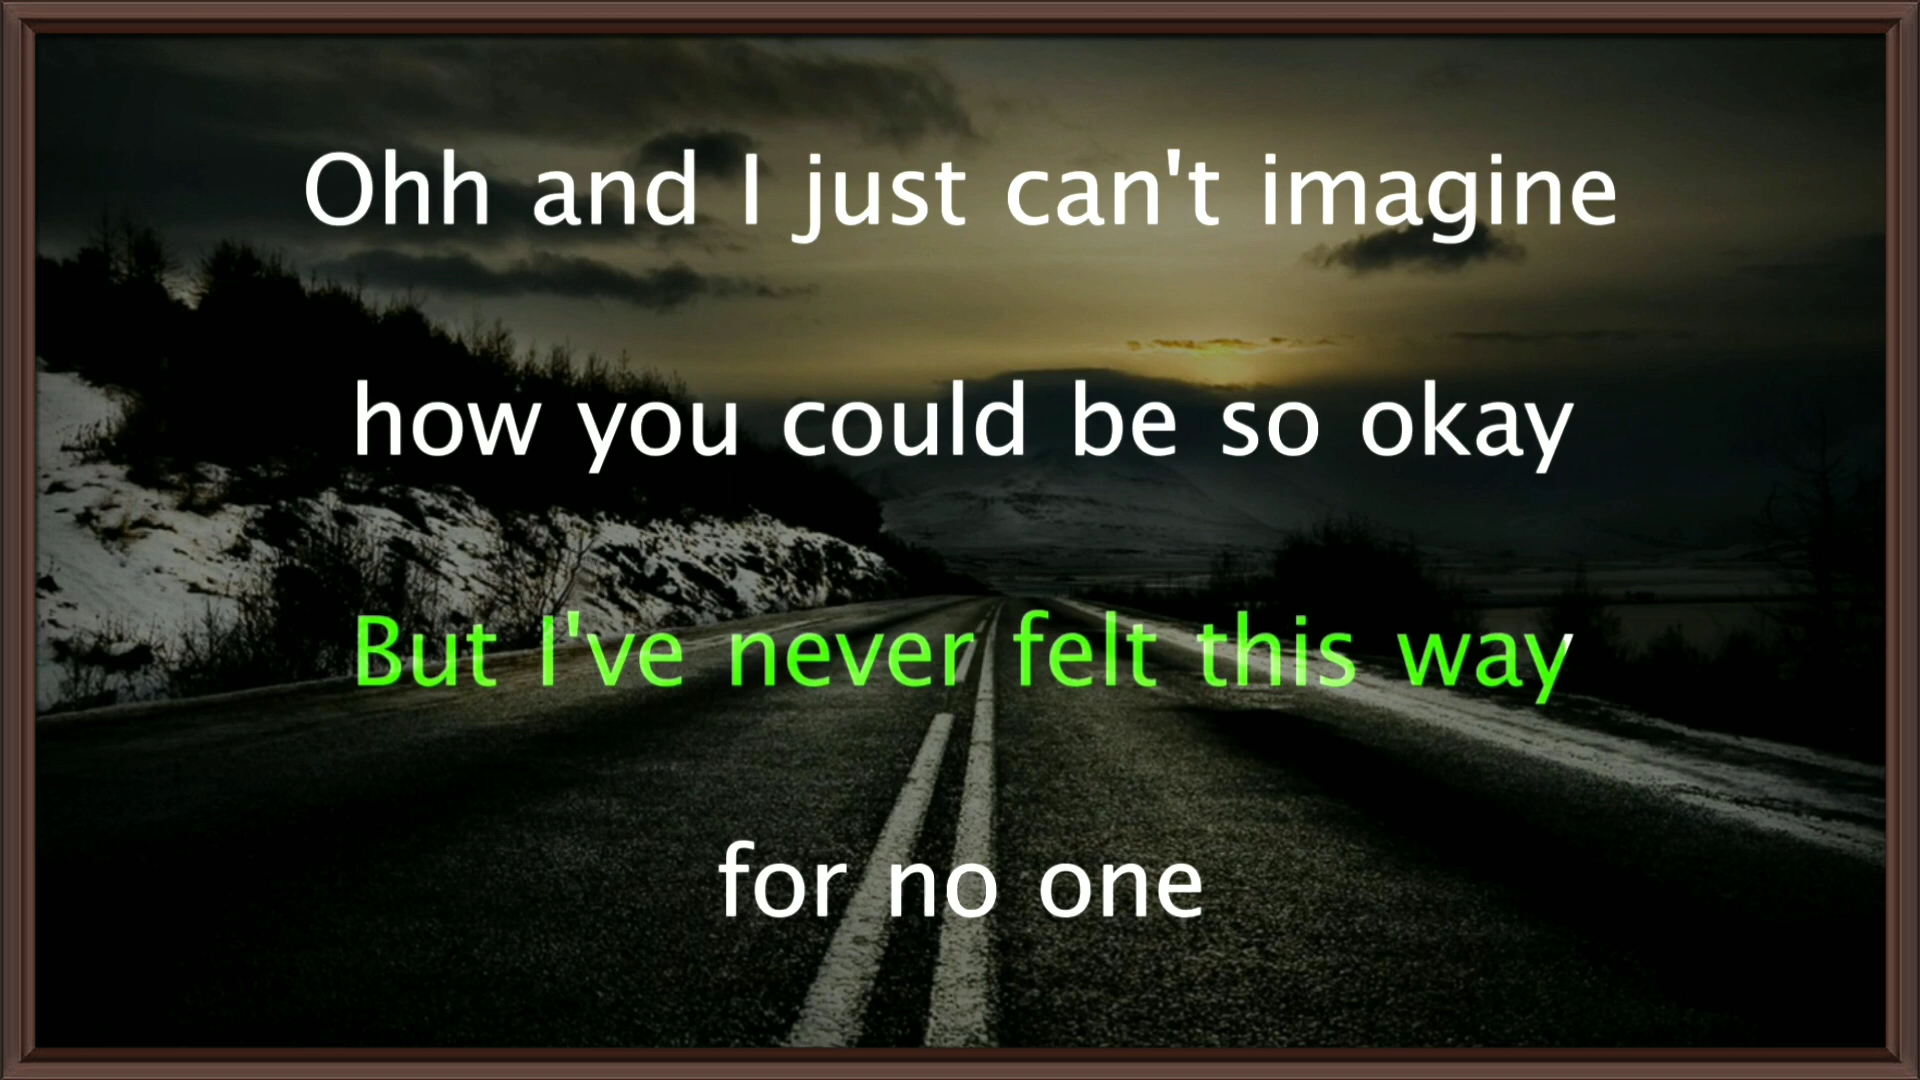 Ohh and I just can't imagine
how you could be so okay
But I've never felt this way
for no one